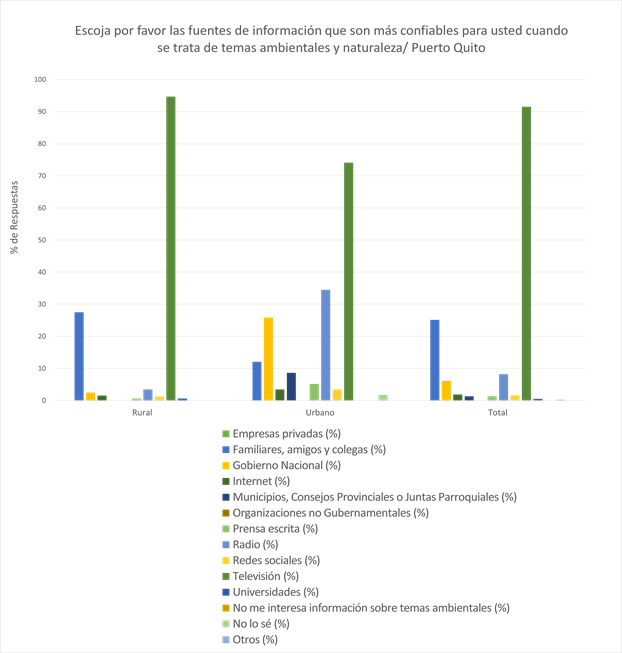 Escoja por favor las fuentes de información que son más confiables para usted cuando
se trata de temas ambientales y naturaleza/ Puerto Quito
100
90
80
70
60
50
40
30
20
10
0
% de Respuestas
Rural
Urbano
Total
Empresas privadas (%)
Familiares, amigos y colegas (%)
Gobierno Nacional (%)
Internet (%)
Municipios, Consejos Provinciales o Juntas Parroquiales (%)
Organizaciones no Gubernamentales (%)
Prensa escrita (%)
Radio (%)
Redes sociales (%)
Televisión (%)
Universidades (%)
No me interesa información sobre temas ambientales (%)
No lo sé (%)
Otros (%)